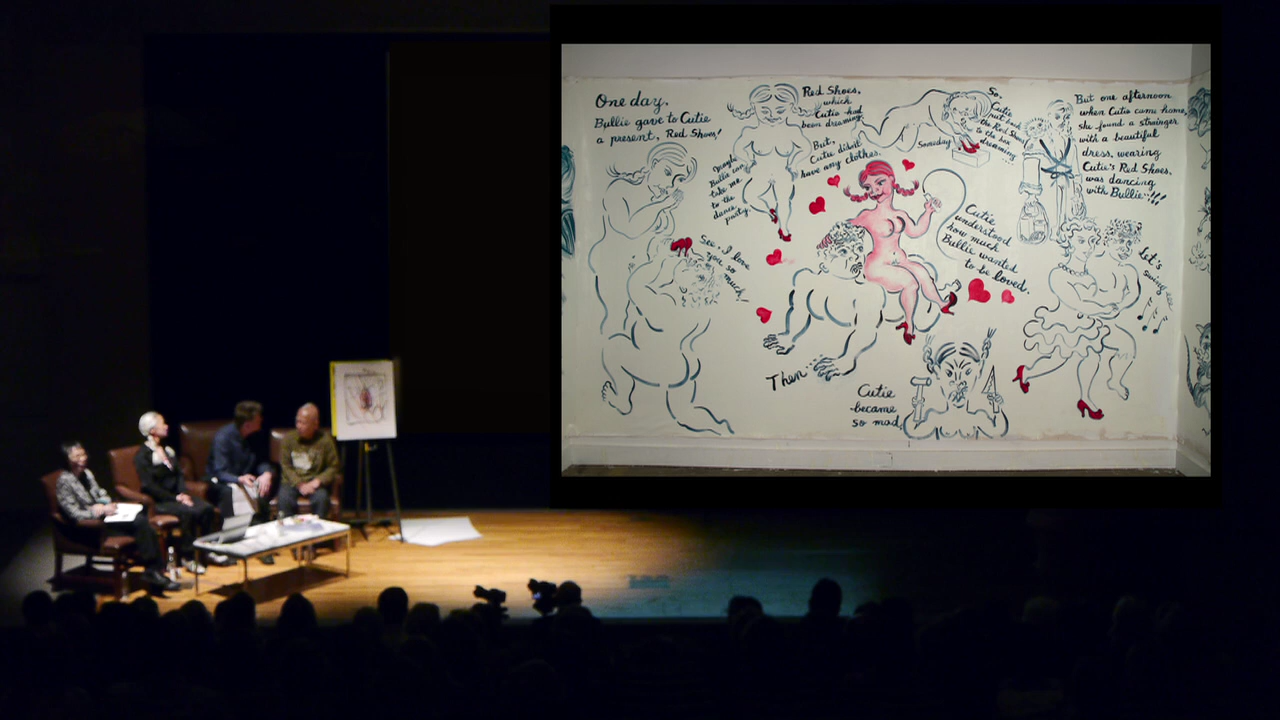 One day,
Bullie gave to Cutie
a present, Red Shoes!
Maybe
Bullie can
take me
to the
dance
party.
See, I love
you so
much!
Red Shoes,
which
Cutie had
been dreaming.
But,
Cutie didn't
have any clothes.
So,
Cutie
put back
the Red Shoes
to the box
dreaming
Someday
Then...
Cutie
understood
how much
Bullie wanted
to be loved.
But one afternoon
when Cutie came home,
she found a stranger
with a beautiful
dress, wearing
Cutie's Red Shoes,
was dancing
with Bullie!!!
Let's
swing
Cutie
became
so mad,